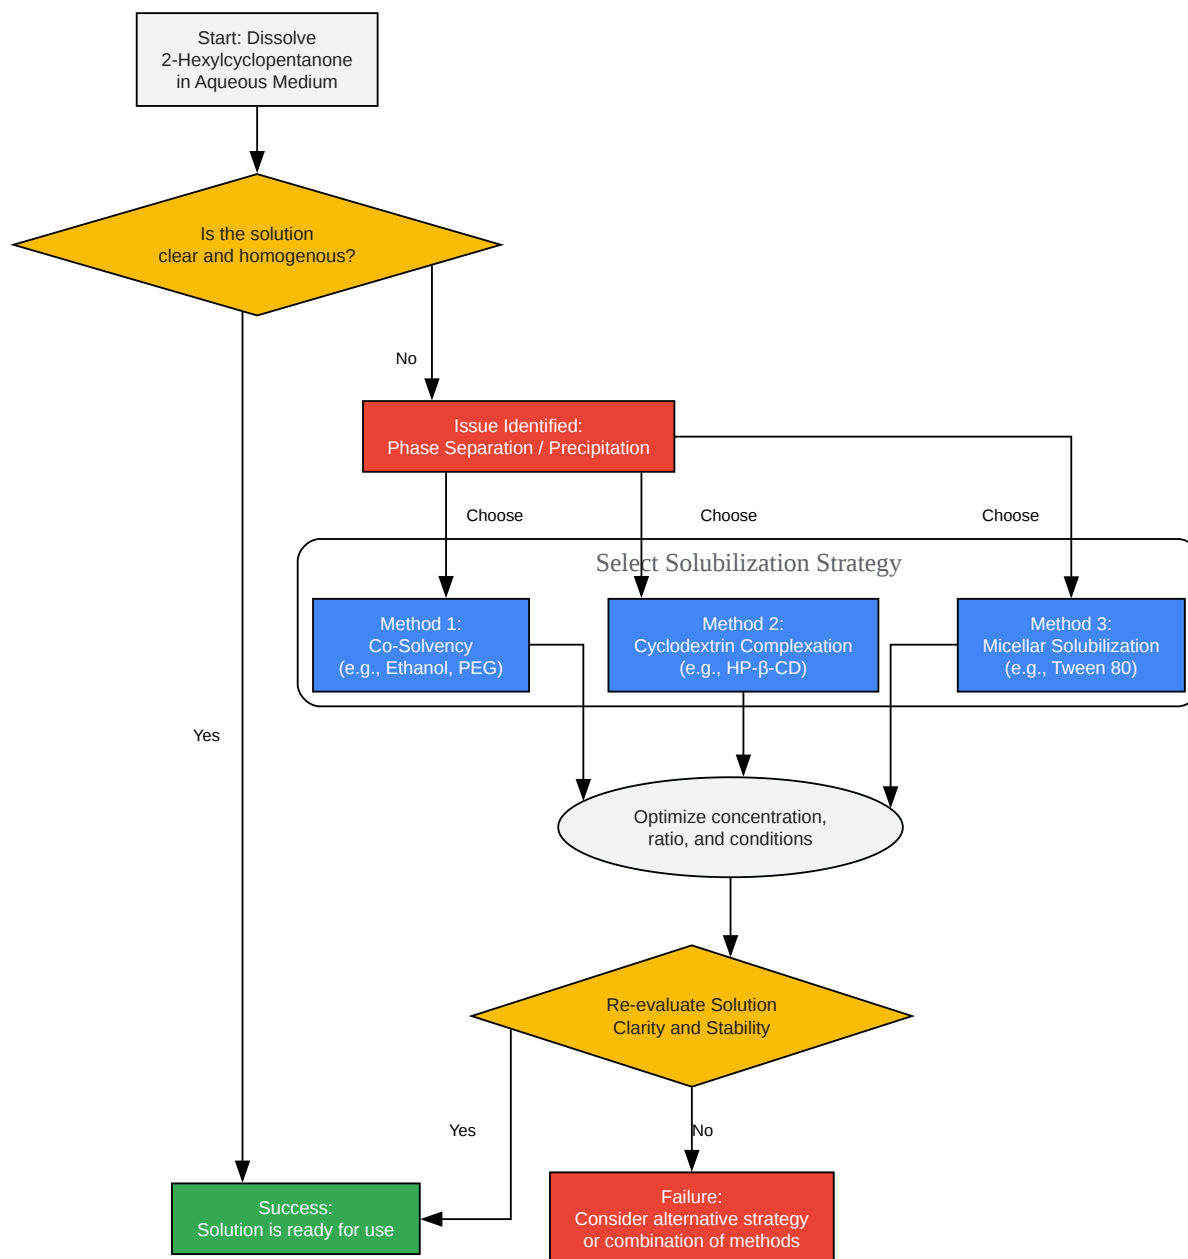 Start: Dissolve
2-Hexylcyclopentanone
in Aqueous Medium
Is the solution
clear and homogenous?
No
Issue Identified:
Phase Separation / Precipitation
Choose
Choose
Choose
Select Solubilization Strategy
Method 1:
Co-Solvency
(e.g., Ethanol, PEG)
Method 2:
Cyclodextrin Complexation
(e.g., HP-β-CD)
Method 3:
Micellar Solubilization
(e.g., Tween 80)
Yes
Optimize concentration,
ratio, and conditions
Re-evaluate Solution
Clarity and Stability
Yes
No
Success:
Solution is ready for use
Failure:
Consider alternative strategy
or combination of methods